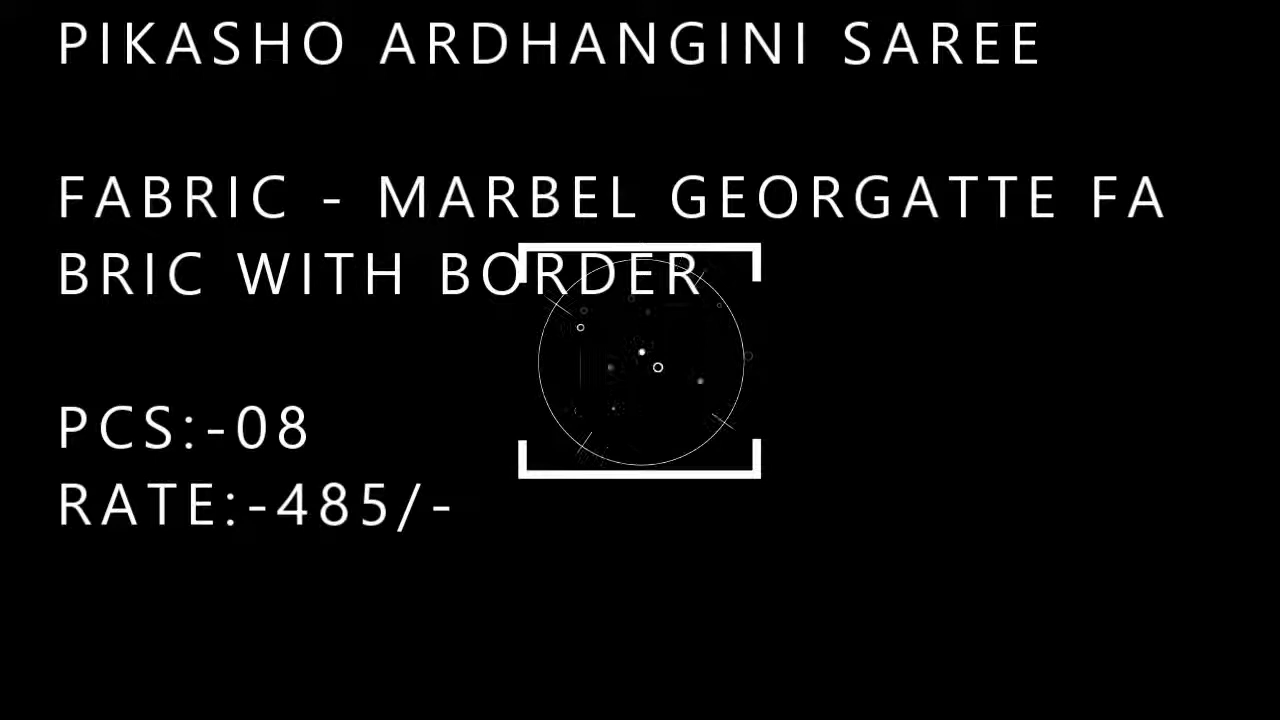 PIKASHO ARDHANGINI SAREE
FABRIC - MARBEL GEORGATTE FA
BRIC WITH BORDER
PCS:-08
RATE:-485/-